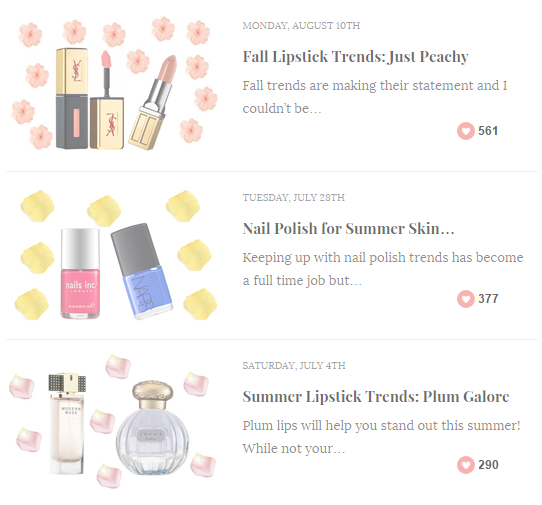 MONDAY, AUGUST 10TH
Fall Lipstick Trends: Just Peachy
Fall trends are making their statement and I
couldn't be...
561
YSL
YSL
TUESDAY, JULY 28TH
Nail Polish for Summer Skin...
Keeping up with nail polish trends has become
a full time job but...
377
nails inc
NARS
SATURDAY, JULY 4TH
Summer Lipstick Trends: Plum Galore
Plum lips will help you stand out this summer!
While not your...
290
MODERN
MUSE